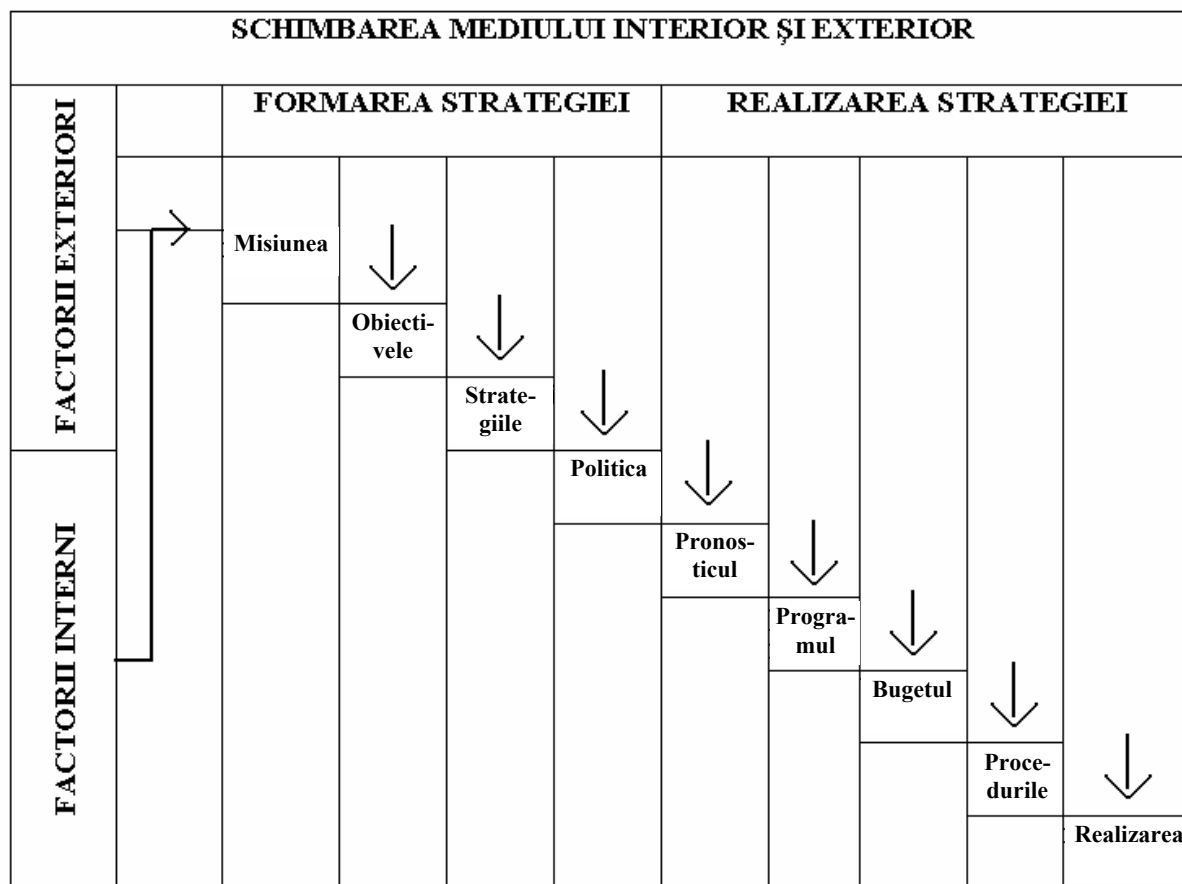 SCHIMBAREA MEDIULUI INTERIOR ŞI EXTERIOR
FORMAREA STRATEGIEI
REALIZAREA STRATEGIEI
FACTORII EXTERIORI
FACTORII INTERNI
Misiunea
Obiecti-
vele
Strate-
giile
Politica
Pronos-
ticul
Progra-
mul
Bugetul
Proce-
durile
Realizarea